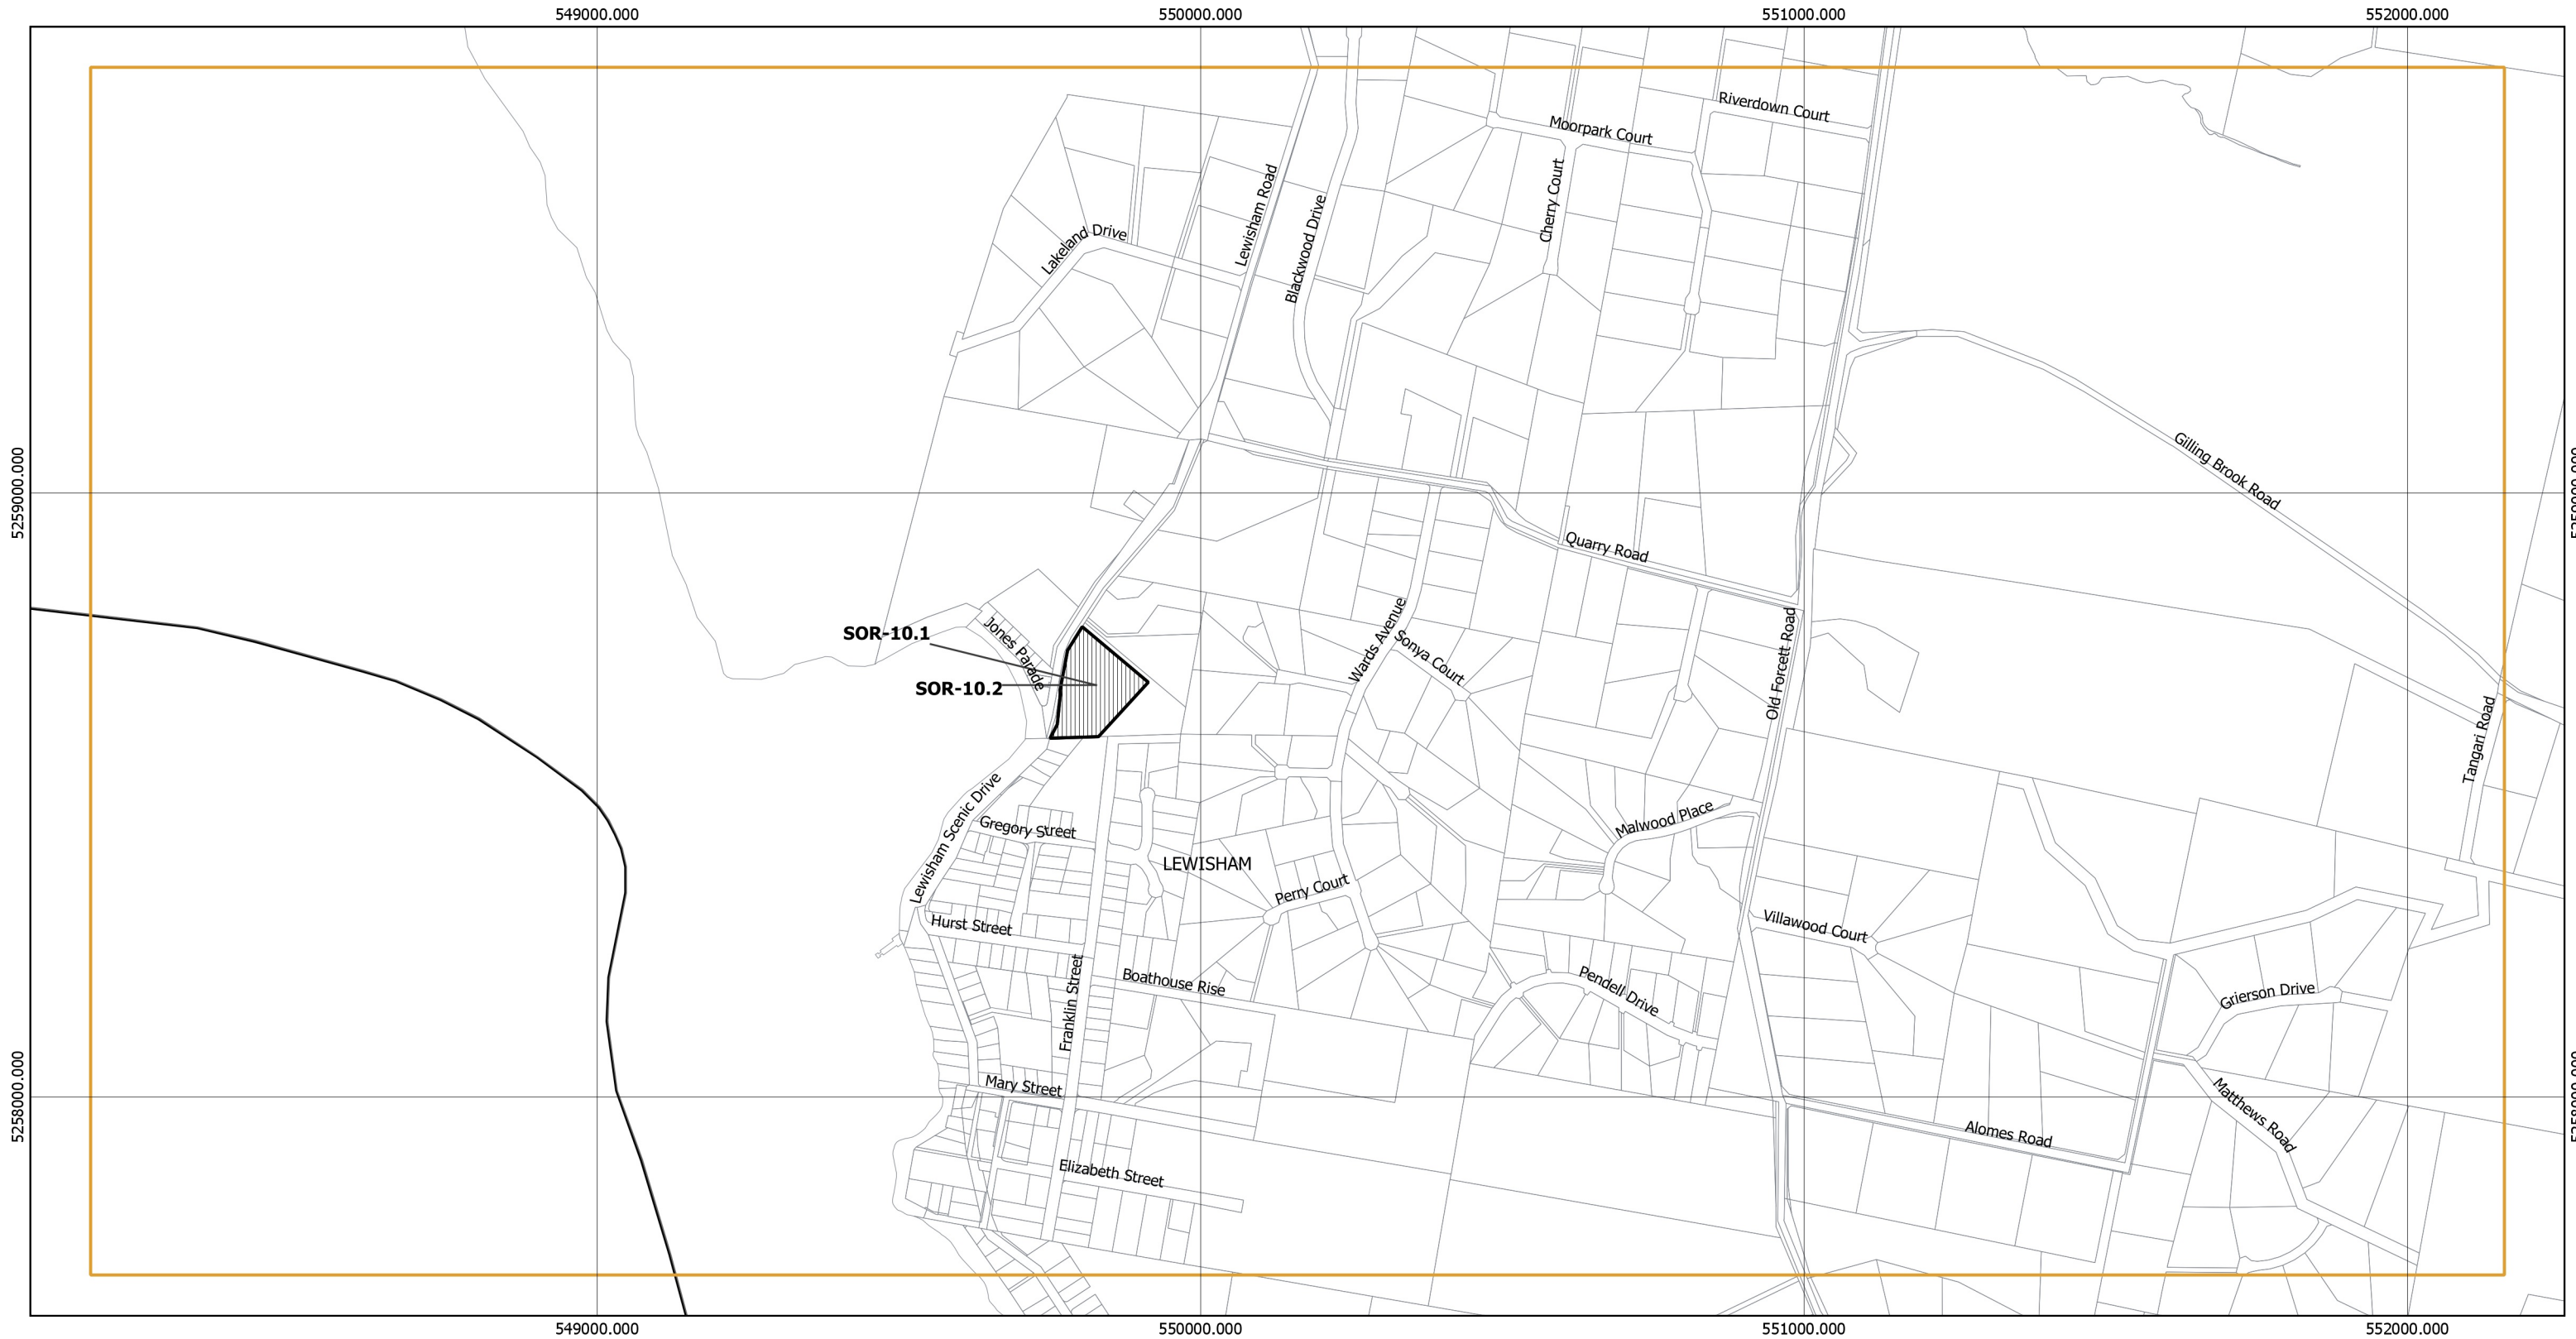 549000.000
550000.000
551000.000
552000.000
Riverdown Court
Moorpark Court
Cherry Court
Lewisham Road
Blackwood Drive
Lakeland Drive
Gilling Brook Road
5259000.000
Quarry Road
Wards Avenue
Sonya Court
Old Forcett Road
Jones Parade
SOR-10.1
SOR-10.2
Tangari Road
Lewisham Scenic Drive
Gregory Street
Malwood Place
LEWISHAM
Perry Court
Hurst Street
Villawood Court
Franklin Street
Boathouse Rise
Pendell Drive
Grierson Drive
Mary Street
Matthews Road
5258000.000
Alomes Road
Elizabeth Street
549000.000
550000.000
551000.000
552000.000